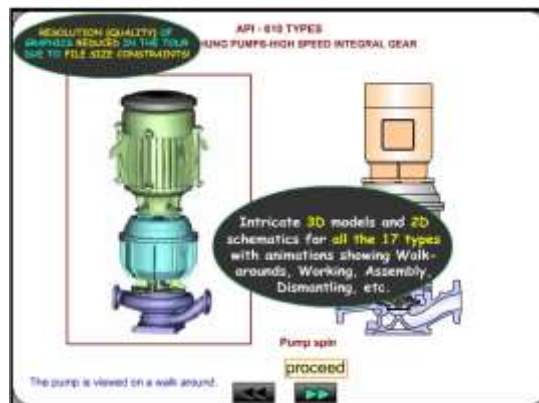 RESOLUTION (QUALITY) OF
GRAPHICS REDUCED IN THE TOUR
DUE TO FILE SIZE CONSTRAINTS!
API - 610 TYPES
HUNG PUMPS-HIGH SPEED INTEGRAL GEAR
Intricate 3D models and 2D
schematics for all the 17 types
with animations showing Walk-
arounds, Working, Assembly,
Dismantling, etc.
Pump spin
proceed
The pump is viewed on a walk around.